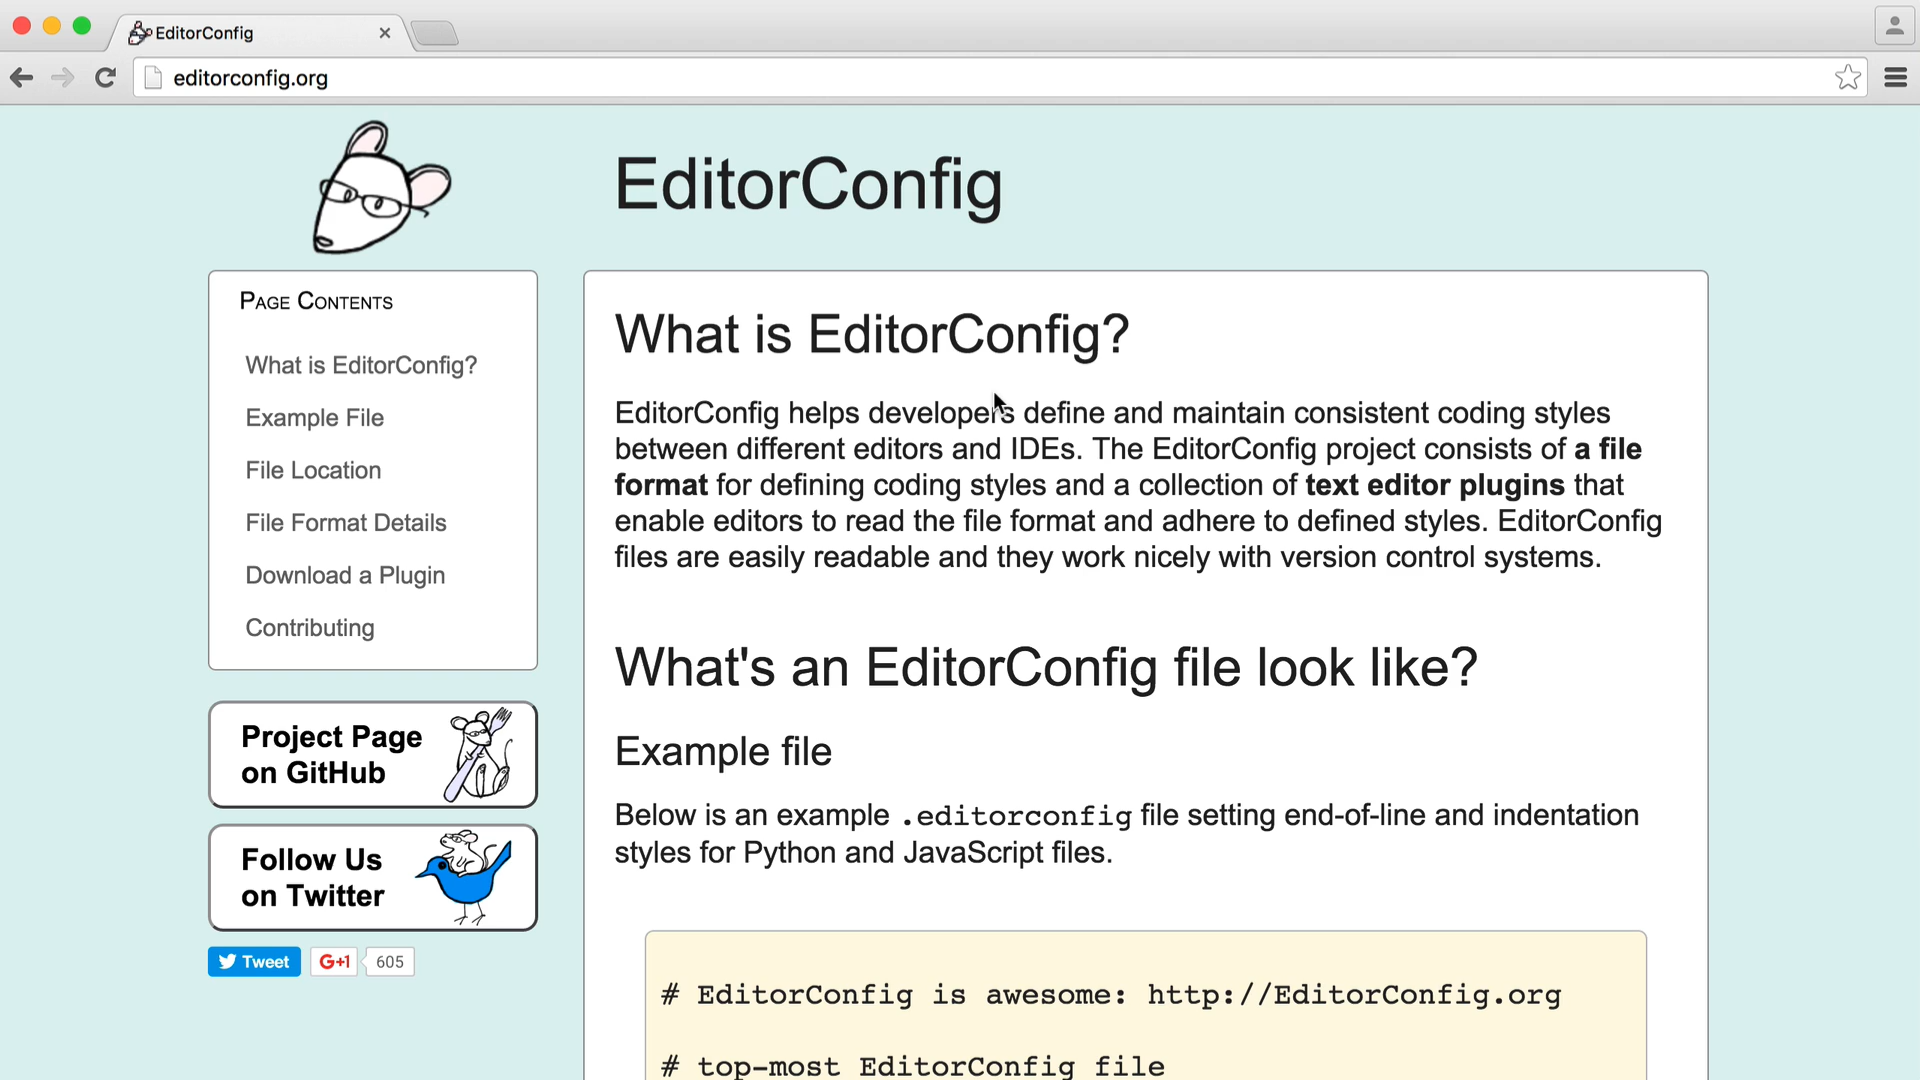 EditorConfig
editorconfig.org
EditorConfig
Page Contents
What is EditorConfig?
Example File
File Location
File Format Details
Download a Plugin
Contributing
Project Page
on GitHub
Follow Us
on Twitter
Tweet
G+1
605
What is EditorConfig?
EditorConfig helps developers define and maintain consistent coding styles
between different editors and IDEs. The EditorConfig project consists of a file
format for defining coding styles and a collection of text editor plugins that
enable editors to read the file format and adhere to defined styles. EditorConfig
files are easily readable and they work nicely with version control systems.
What's an EditorConfig file look like?
Example file
Below is an example .editorconfig file setting end-of-line and indentation
styles for Python and JavaScript files.
# EditorConfig is awesome: http://EditorConfig.org
# top-most EditorConfig file